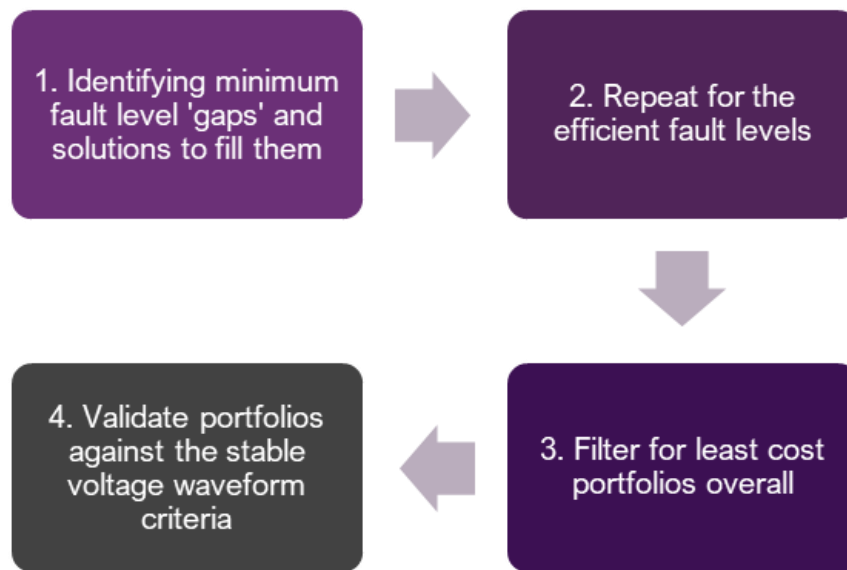 1. Identifying minimum
fault level 'gaps' and
solutions to fill them
2. Repeat for the
efficient fault levels
3. Filter for least cost
portfolios overall
4. Validate portfolios
against the stable
voltage waveform
criteria